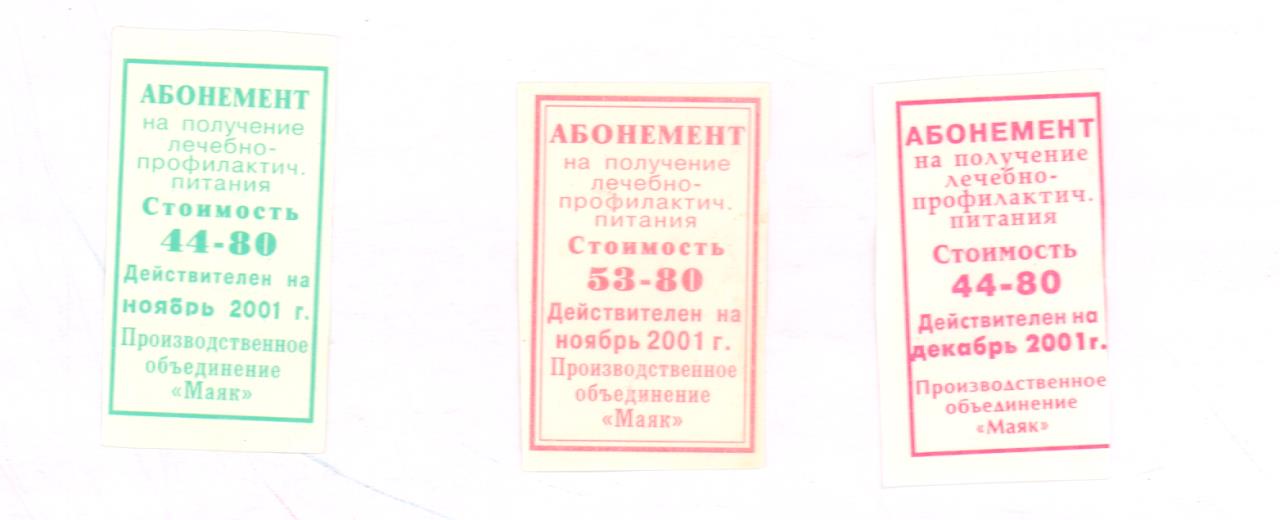 АБОНЕМЕНТ
на получение
лечебно-
профилактич.
питания
Стоимость
44-80
Действителен на
ноябрь 2001 г.
Производственное
объединение
«Маяк»
АБОНЕМЕНТ
на получение
лечебно-
профилактич.
питания
Стоимость
53-80
Действителен на
ноябрь 2001 г.
Производственное
объединение
«Маяк»
АБОНЕМЕНТ
на получение
лечебно-
профилактич.
питания
Стоимость
44-80
Действителен на
декабрь 2001г.
Производственное
объединение
«Маяк»